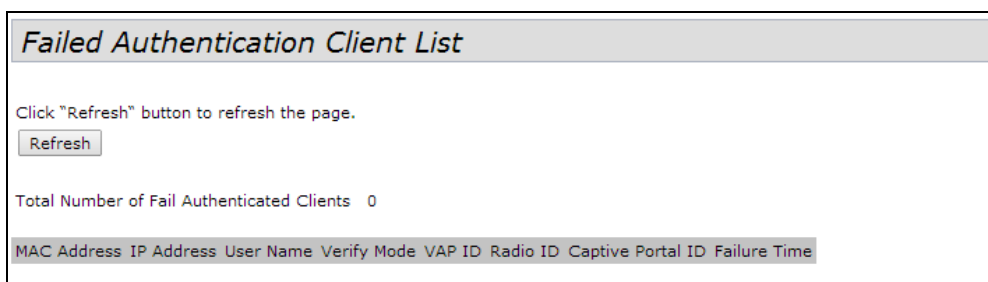 Failed Authentication Client List
Click "Refresh" button to refresh the page.
Refresh
Total Number of Fail Authenticated Clients 0
MAC Address IP Address User Name Verify Mode VAP ID Radio ID Captive Portal ID Failure Time